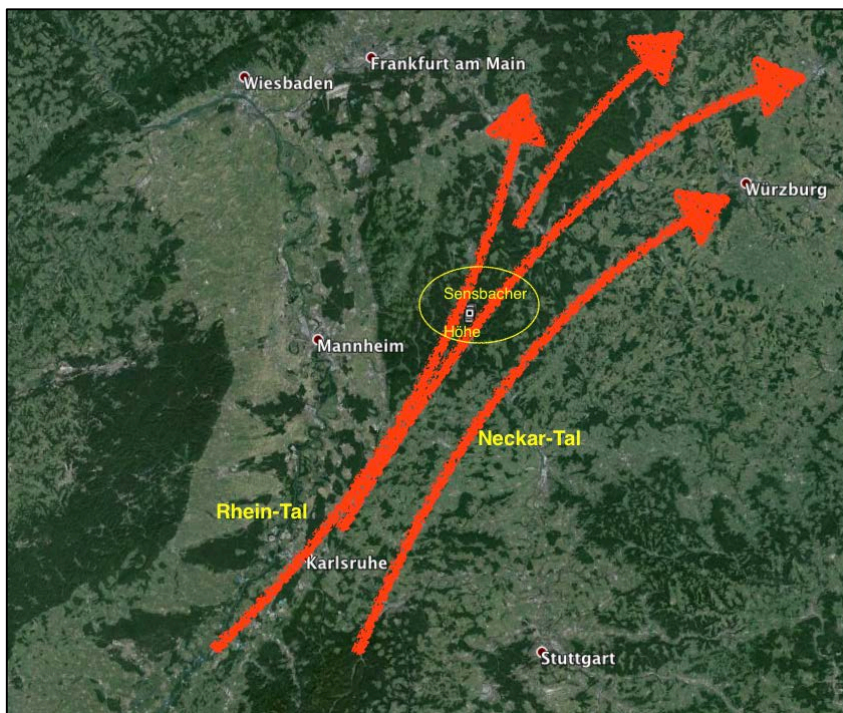 Frankfurt am Main
Wiesbaden
Würzburg
Sensbacher
Höhe
Mannheim
Neckar-Tal
Rhein-Tal
Karlsruhe
Stuttgart